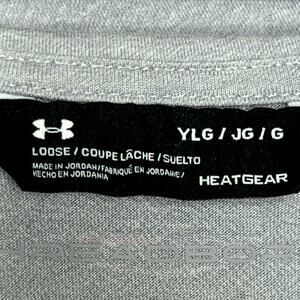 YLG / JG / G
LOOSE / COUPE LÂCHE / SUELTO
MADE IN JORDAN/FABRIQUÉ EN JORDANIE/
HECHO EN JORDANIA
HEATGEAR